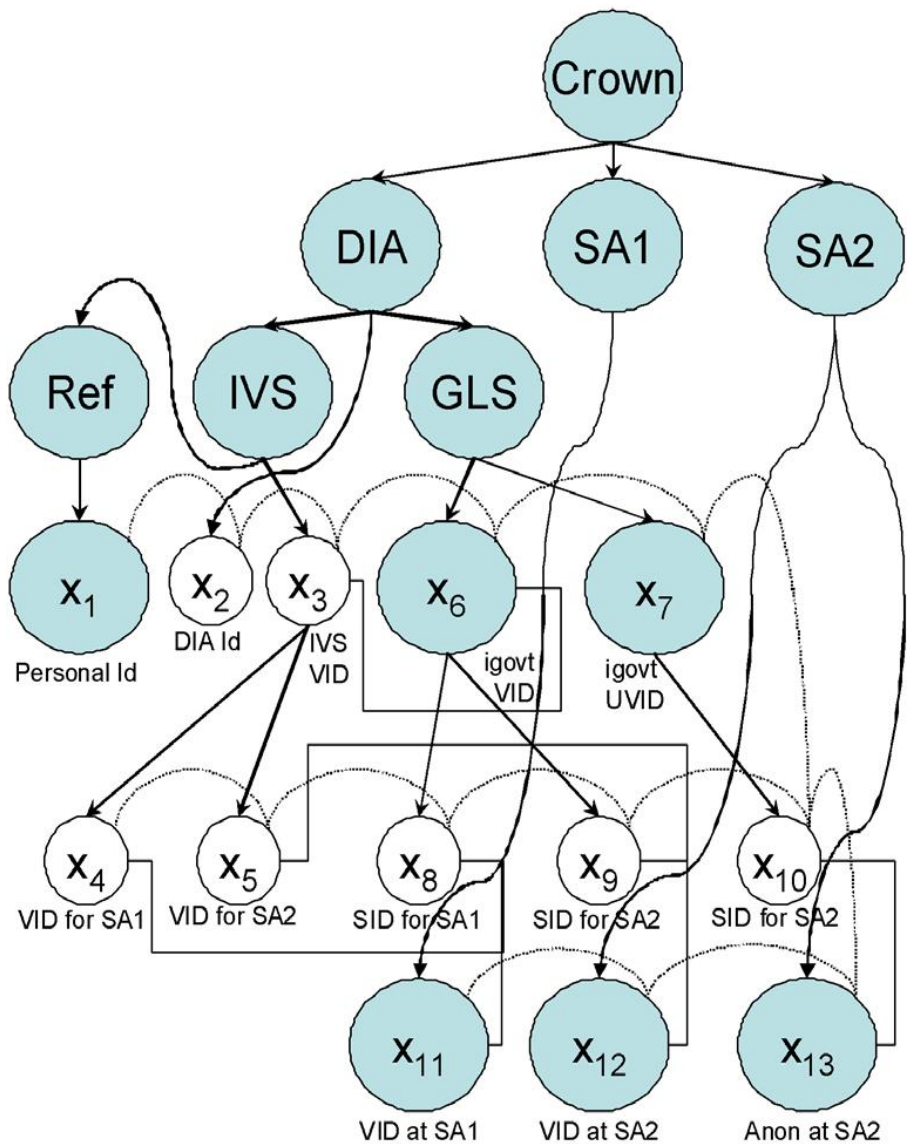 Crown
DIA
SA1
SA2
Ref
IVS
GLS
x1
x2
x3
x6
x7
Personal Id
DIA Id
IVS
VID
igovt
VID
igovt
UVID
x4
x5
x8
x9
x10
VID for SA1
VID for SA2
SID for SA1
SID for SA2
SID for SA2
x11
x12
x13
VID at SA1
VID at SA2
Anon at SA2